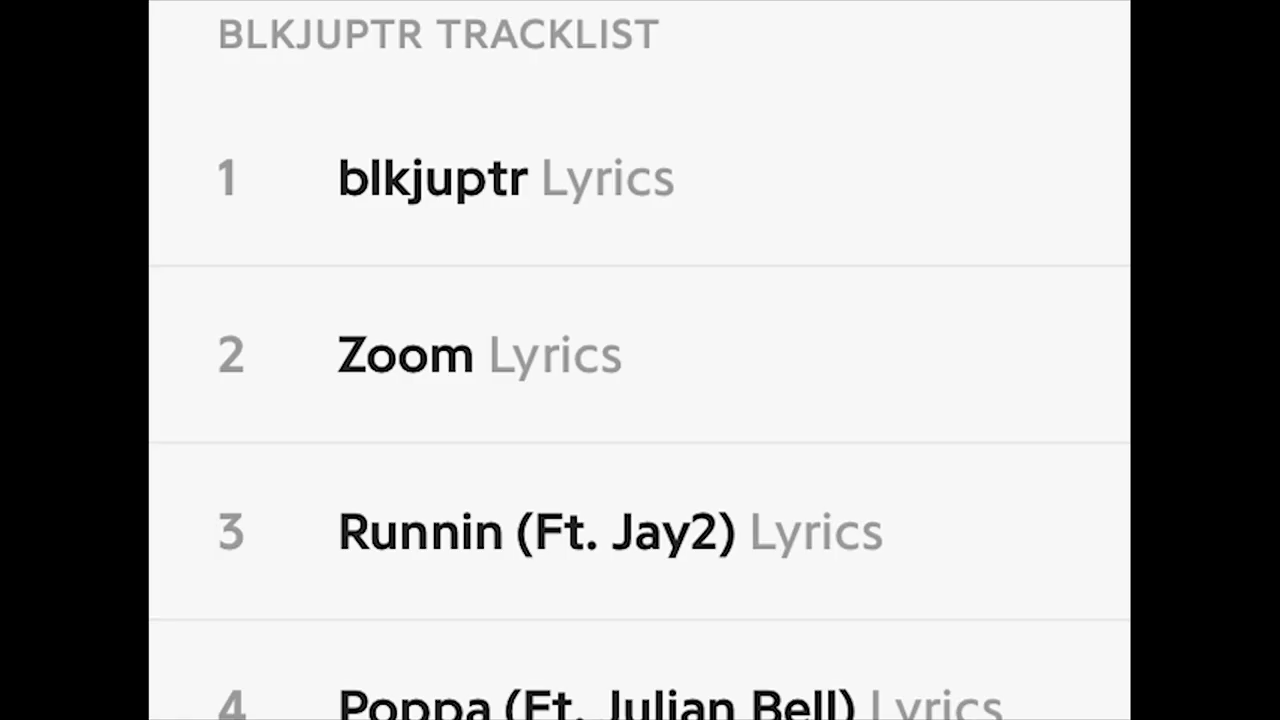 BLKJUPTR TRACKLIST
1 blkjuptr Lyrics
2 Zoom Lyrics
3 Runnin (Ft. Jay2) Lyrics
4 Poppa (Ft. Julian Bell) Lyrics